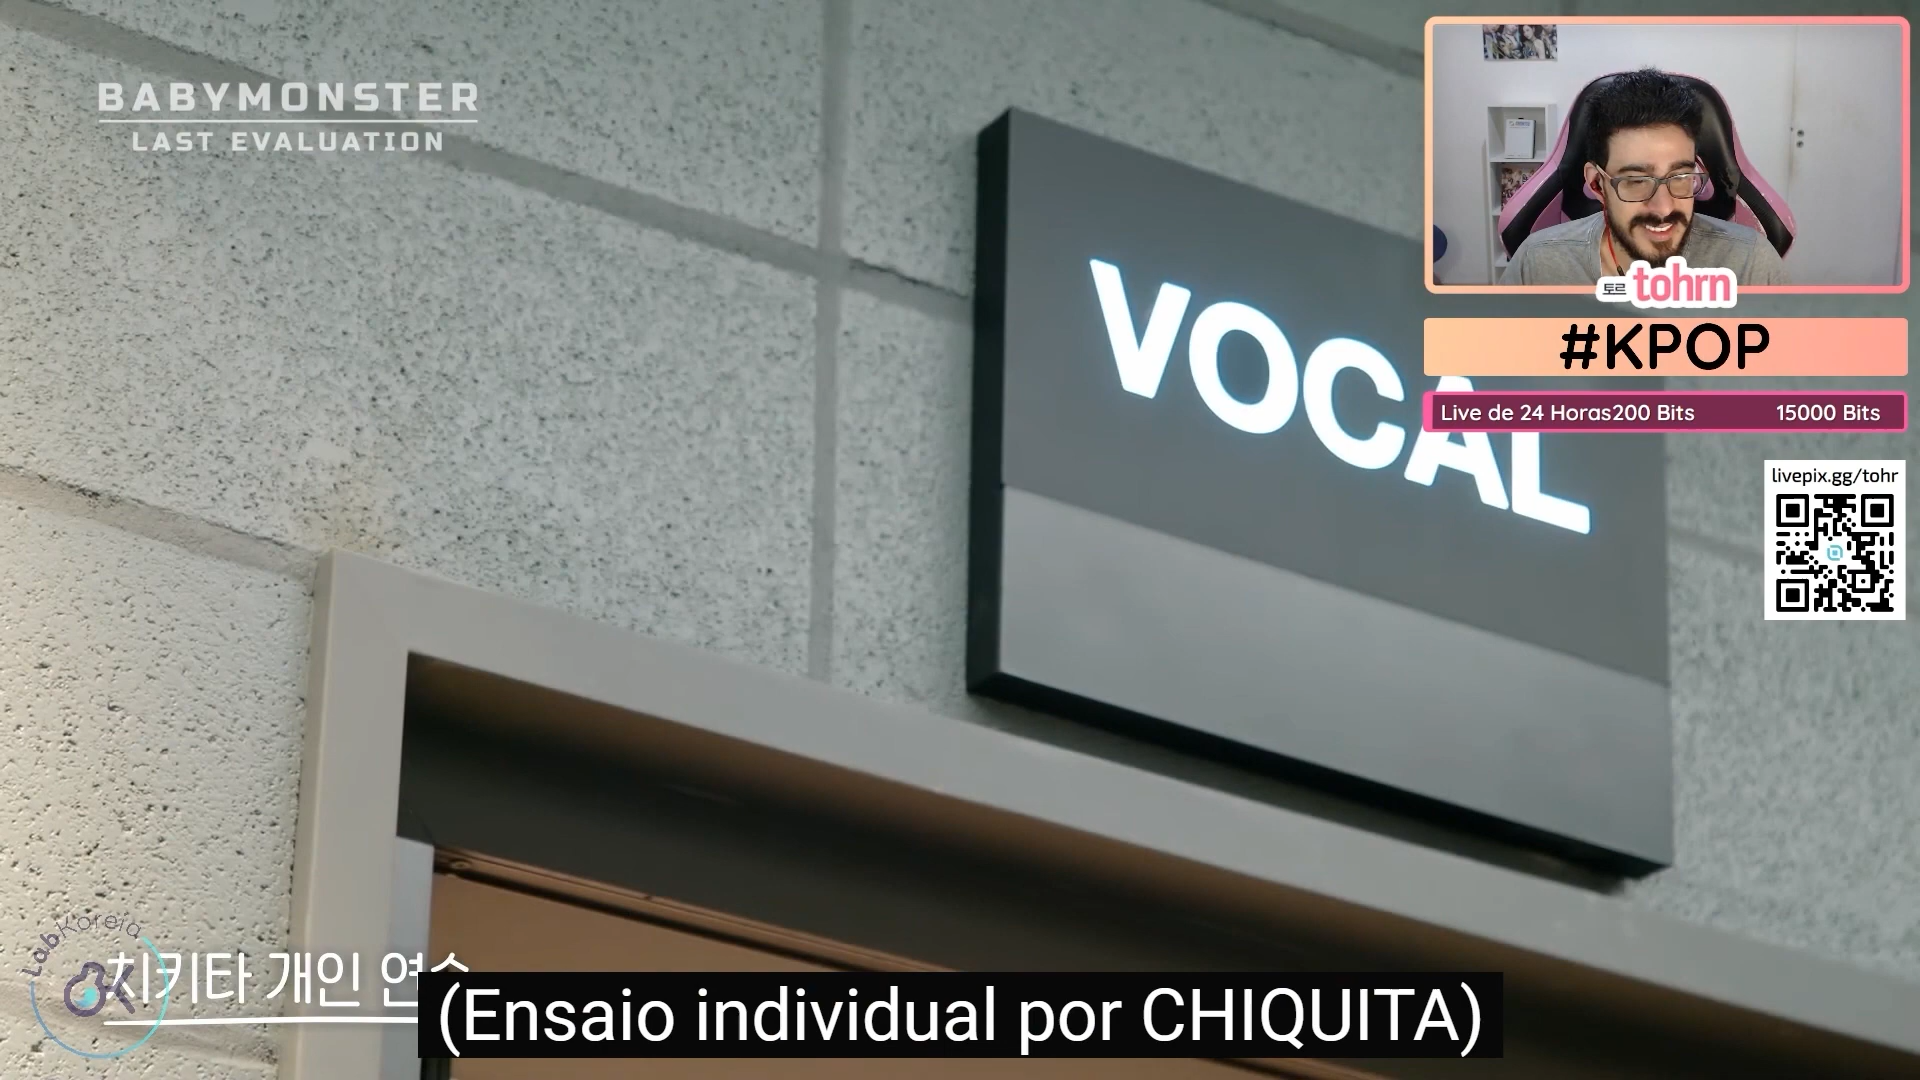 BABYMONSTER
LAST EVALUATION
VOCAL
토르 tohrn
#KPOP
Live de 24 Horas200 Bits 15000 Bits
livepix.gg/tohr
LabKoreia
치키타 개인 연습
(Ensaio individual por CHIQUITA)